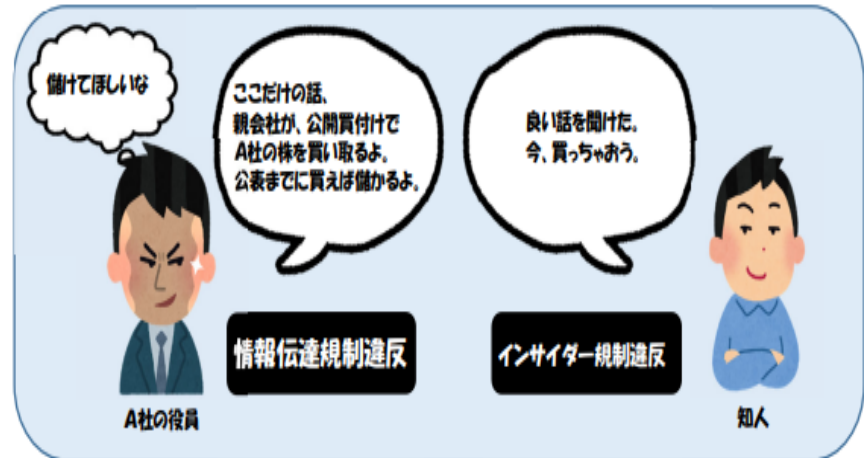 儲けてほしいな
ここだけの話、
親会社が、公開買付けで
A社の株を買い取るよ。
公表までに買えば儲かるよ。
良い話を聞けた。
今、買っちゃおう。
情報伝達規制違反
インサイダー規制違反
A社の役員
知人